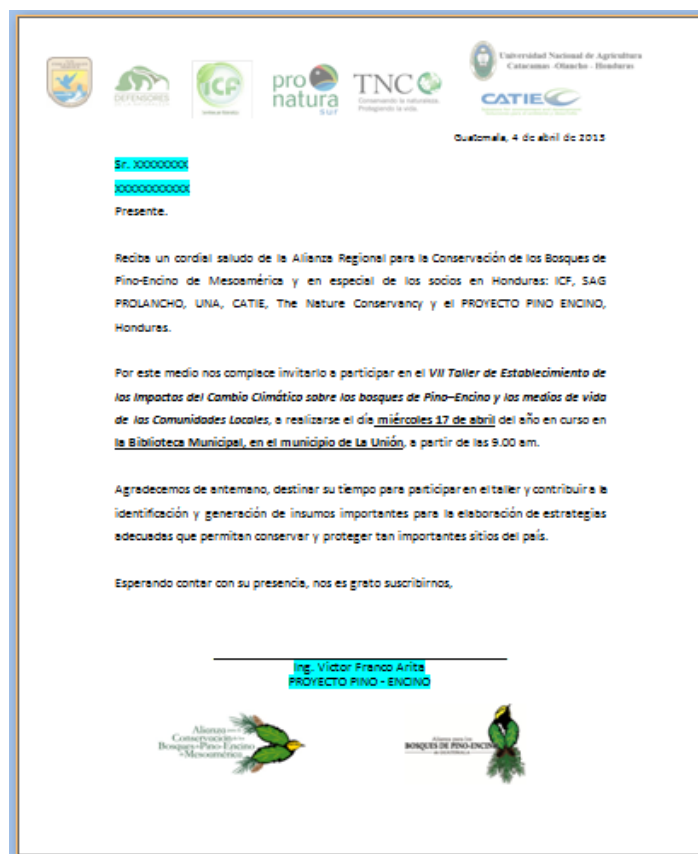 Universidad Nacional de Agricultura
Catacamas -Olancho - Honduras
DEFENSORES
ICF
pro
natura
sur
TNC
Conservando la naturaleza.
Protegiendo la vida.
CATIE
Guatemala, 4 de abril de 2013
Sr. XXXXXXXX
XXXXXXXXXXXX
Presente.
Reciba un cordial saludo de la Alianza Regional para la Conservación de los Bosques de
Pino-Encino de Mesoamérica y en especial de los socios en Honduras: ICF, SAG
PROLANCHO, UNA, CATIE, The Nature Conservancy y el PROYECTO PINO ENCINO,
Honduras.
Por este medio nos complace invitarlo a participar en el VII Taller de Establecimiento de
los Impactos del Cambio Climático sobre los bosques de Pino–Encino y los medios de vida
de las Comunidades Locales, a realizarse el día miércoles 17 de abril del año en curso en
la Biblioteca Municipal, en el municipio de La Unión, a partir de las 9.00 am.
Agradecemos de antemano, destinar su tiempo para participar en el taller y contribuir a la
identificación y generación de insumos importantes para la elaboración de estrategias
adecuadas que permitan conservar y proteger tan importantes sitios del país.
Esperando contar con su presencia, nos es grato suscribirnos,
Ing. Víctor Franco Arita
PROYECTO PINO - ENCINO
Alianza para la
Conservación de los
Bosques de Pino-Encino
de Mesoamérica
Alianza para los
BOSQUES DE PINO-ENCINO
de GUATEMALA